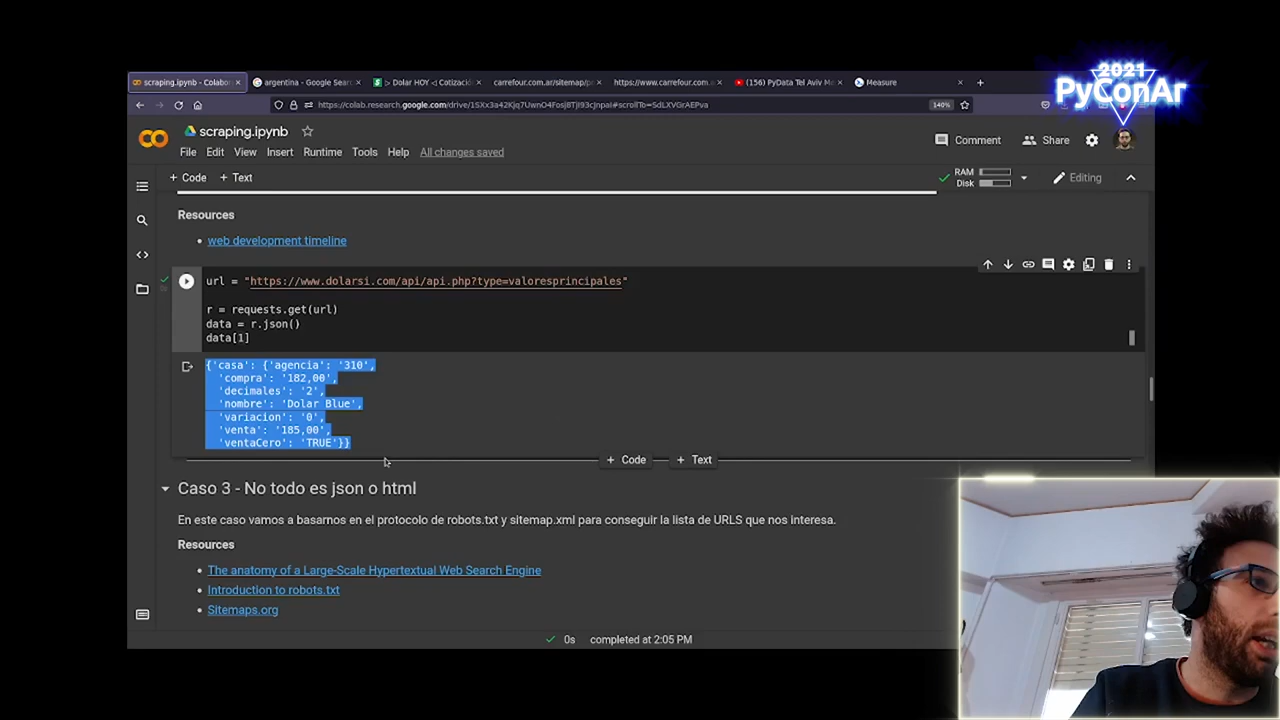 2021
PyConAr
scraping.ipynb - Colabor
argentina - Google Sear
Dolar HOY
Cotizació
carrefour.com.ar/sitemap/p
https://www.carrefour.com.a
(156) PyData Tel Aviv M
Measure
140%
scraping.ipynb
Comment
Share
File Edit View Insert Runtime Tools Help All changes saved
+ Code + Text
RAM
Disk
Editing
Resources
web development timeline
url = "https://www.dolarsi.com/api/api.php?type=valoresprincipales"
r = requests.get(url)
data = r.json()
data[1]
{'casa': {'agencia': '310',
'compra': '182,00',
'decimales': '2',
'nombre': 'Dolar Blue',
'variacion': '0',
'venta': '185,00',
'ventaCero': 'TRUE'}}
+ Code + Text
Caso 3 - No todo es json o html
En este caso vamos a basarnos en el protocolo de robots.txt y sitemap.xml para conseguir la lista de URLS que nos interesa.
Resources
The anatomy of a Large-Scale Hypertextual Web Search Engine
Introduction to robots.txt
Sitemaps.org
0s completed at 2:05 PM